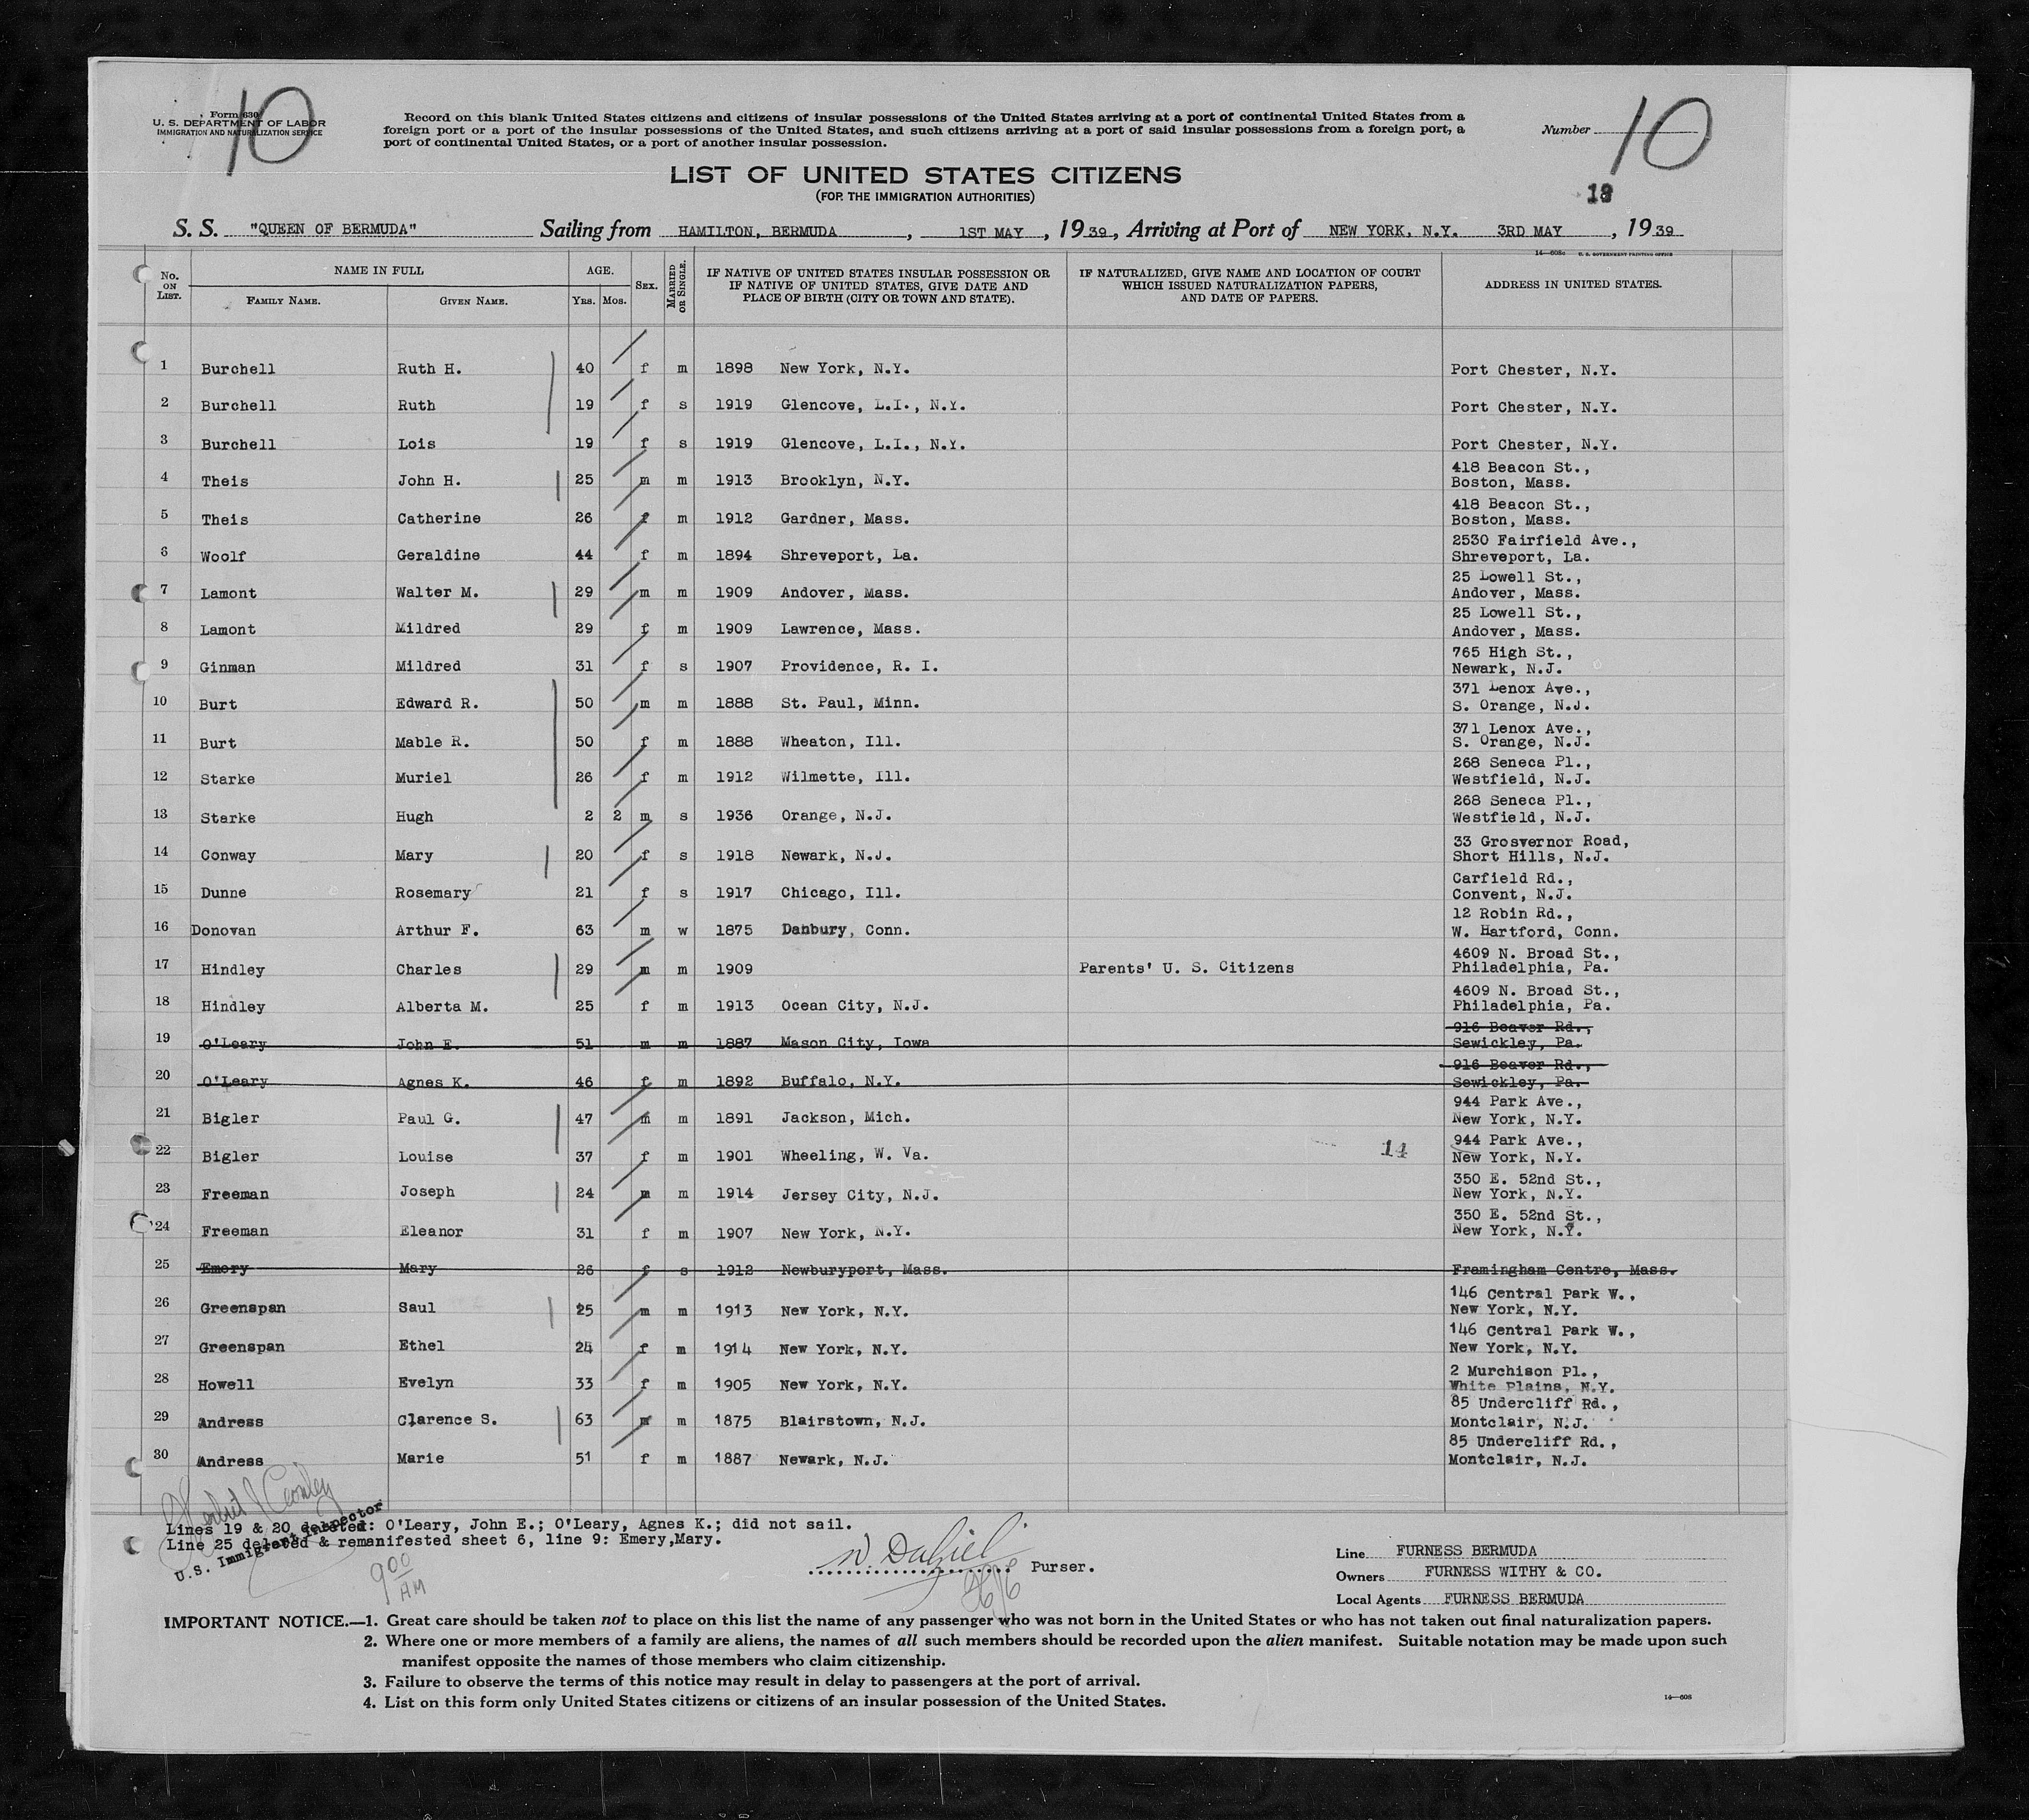 10
Form 630
U. S. DEPARTMENT OF LABOR
IMMIGRATION AND NATURALIZATION SERVICE
Record on this blank United States citizens and citizens of insular possessions of the United States arriving at a port of continental United States from a
foreign port or a port of the insular possessions of the United States, and such citizens arriving at a port of said insular possessions from a foreign port, a
port of continental United States, or a port of another insular possession.
Number 10
LIST OF UNITED STATES CITIZENS
(FOR THE IMMIGRATION AUTHORITIES)
S. S. "QUEEN OF BERMUDA" Sailing from HAMILTON, BERMUDA, 1ST MAY, 1939, Arriving at Port of NEW YORK, N.Y. 3RD MAY, 1939
14—608c U. S. GOVERNMENT PRINTING OFFICE
No. ON LIST. NAME IN FULL FAMILY NAME. GIVEN NAME. AGE. YRS. MOS. SEX. MARRIED OR SINGLE. IF NATIVE OF UNITED STATES INSULAR POSSESSION OR IF NATIVE OF UNITED STATES, GIVE DATE AND PLACE OF BIRTH (CITY OR TOWN AND STATE). IF NATURALIZED, GIVE NAME AND LOCATION OF COURT WHICH ISSUED NATURALIZATION PAPERS, AND DATE OF PAPERS. ADDRESS IN UNITED STATES.
1 Burchell Ruth H. 40 f m 1898 New York, N.Y. Port Chester, N.Y.
2 Burchell Ruth 19 f s 1919 Glencove, L.I., N.Y. Port Chester, N.Y.
3 Burchell Lois 19 f s 1919 Glencove, L.I., N.Y. Port Chester, N.Y.
4 Theis John H. 25 m m 1913 Brooklyn, N.Y. 418 Beacon St., Boston, Mass.
5 Theis Catherine 26 f m 1912 Gardner, Mass. 418 Beacon St., Boston, Mass.
6 Woolf Geraldine 44 f m 1894 Shreveport, La. 2530 Fairfield Ave., Shreveport, La.
7 Lamont Walter M. 29 m m 1909 Andover, Mass. 25 Lowell St., Andover, Mass.
8 Lamont Mildred 29 f m 1909 Lawrence, Mass. 25 Lowell St., Andover, Mass.
9 Ginman Mildred 31 f s 1907 Providence, R. I. 765 High St., Newark, N.J.
10 Burt Edward R. 50 m m 1888 St. Paul, Minn. 371 Lenox Ave., S. Orange, N.J.
11 Burt Mable R. 50 f m 1888 Wheaton, Ill. 371 Lenox Ave., S. Orange, N.J.
12 Starke Muriel 26 f m 1912 Wilmette, Ill. 268 Seneca Pl., Westfield, N.J.
13 Starke Hugh 2 2 m s 1936 Orange, N.J. 268 Seneca Pl., Westfield, N.J.
14 Conway Mary 20 f s 1918 Newark, N.J. 33 Grosvernor Road, Short Hills, N.J.
15 Dunne Rosemary 21 f s 1917 Chicago, Ill. Carfield Rd., Convent, N.J.
16 Donovan Arthur F. 63 m w 1875 Danbury, Conn. 12 Robin Rd., W. Hartford, Conn.
17 Hindley Charles 29 m m 1909 Parents' U. S. Citizens 4609 N. Broad St., Philadelphia, Pa.
18 Hindley Alberta M. 25 f m 1913 Ocean City, N.J. 4609 N. Broad St., Philadelphia, Pa.
19 O'Leary John E. 51 m m 1887 Mason City, Iowa 916 Beaver Rd., Sewickley, Pa.
20 O'Leary Agnes K. 46 f m 1892 Buffalo, N.Y. 916 Beaver Rd., Sewickley, Pa.
21 Bigler Paul G. 47 m m 1891 Jackson, Mich. 944 Park Ave., New York, N.Y.
22 Bigler Louise 37 f m 1901 Wheeling, W. Va. 14 944 Park Ave., New York, N.Y.
23 Freeman Joseph 24 m m 1914 Jersey City, N.J. 350 E. 52nd St., New York, N.Y.
24 Freeman Eleanor 31 f m 1907 New York, N.Y. 350 E. 52nd St., New York, N.Y.
25 Emery Mary 26 f s 1912 Newburyport, Mass. Framingham Centre, Mass.
26 Greenspan Saul 25 m m 1913 New York, N.Y. 146 Central Park W., New York, N.Y.
27 Greenspan Ethel 24 f m 1914 New York, N.Y. 146 Central Park W., New York, N.Y.
28 Howell Evelyn 33 f m 1905 New York, N.Y. 2 Murchison Pl., White Plains, N.Y.
29 Andress Clarence S. 63 m m 1875 Blairstown, N.J. 85 Undercliff Rd., Montclair, N.J.
30 Andress Marie 51 f m 1887 Newark, N.J. 85 Undercliff Rd., Montclair, N.J.
Lines 19 & 20 deleted: O'Leary, John E.; O'Leary, Agnes K.; did not sail.
Line 25 deleted & remanifested sheet 6, line 9: Emery,Mary.
U.S. Immigrant Inspector
9 00 AM
Purser.
Line FURNESS BERMUDA
Owners FURNESS WITHY & CO.
Local Agents FURNESS BERMUDA
IMPORTANT NOTICE.—1. Great care should be taken not to place on this list the name of any passenger who was not born in the United States or who has not taken out final naturalization papers.
2. Where one or more members of a family are aliens, the names of all such members should be recorded upon the alien manifest. Suitable notation may be made upon such
manifest opposite the names of those members who claim citizenship.
3. Failure to observe the terms of this notice may result in delay to passengers at the port of arrival.
4. List on this form only United States citizens or citizens of an insular possession of the United States.
14—608